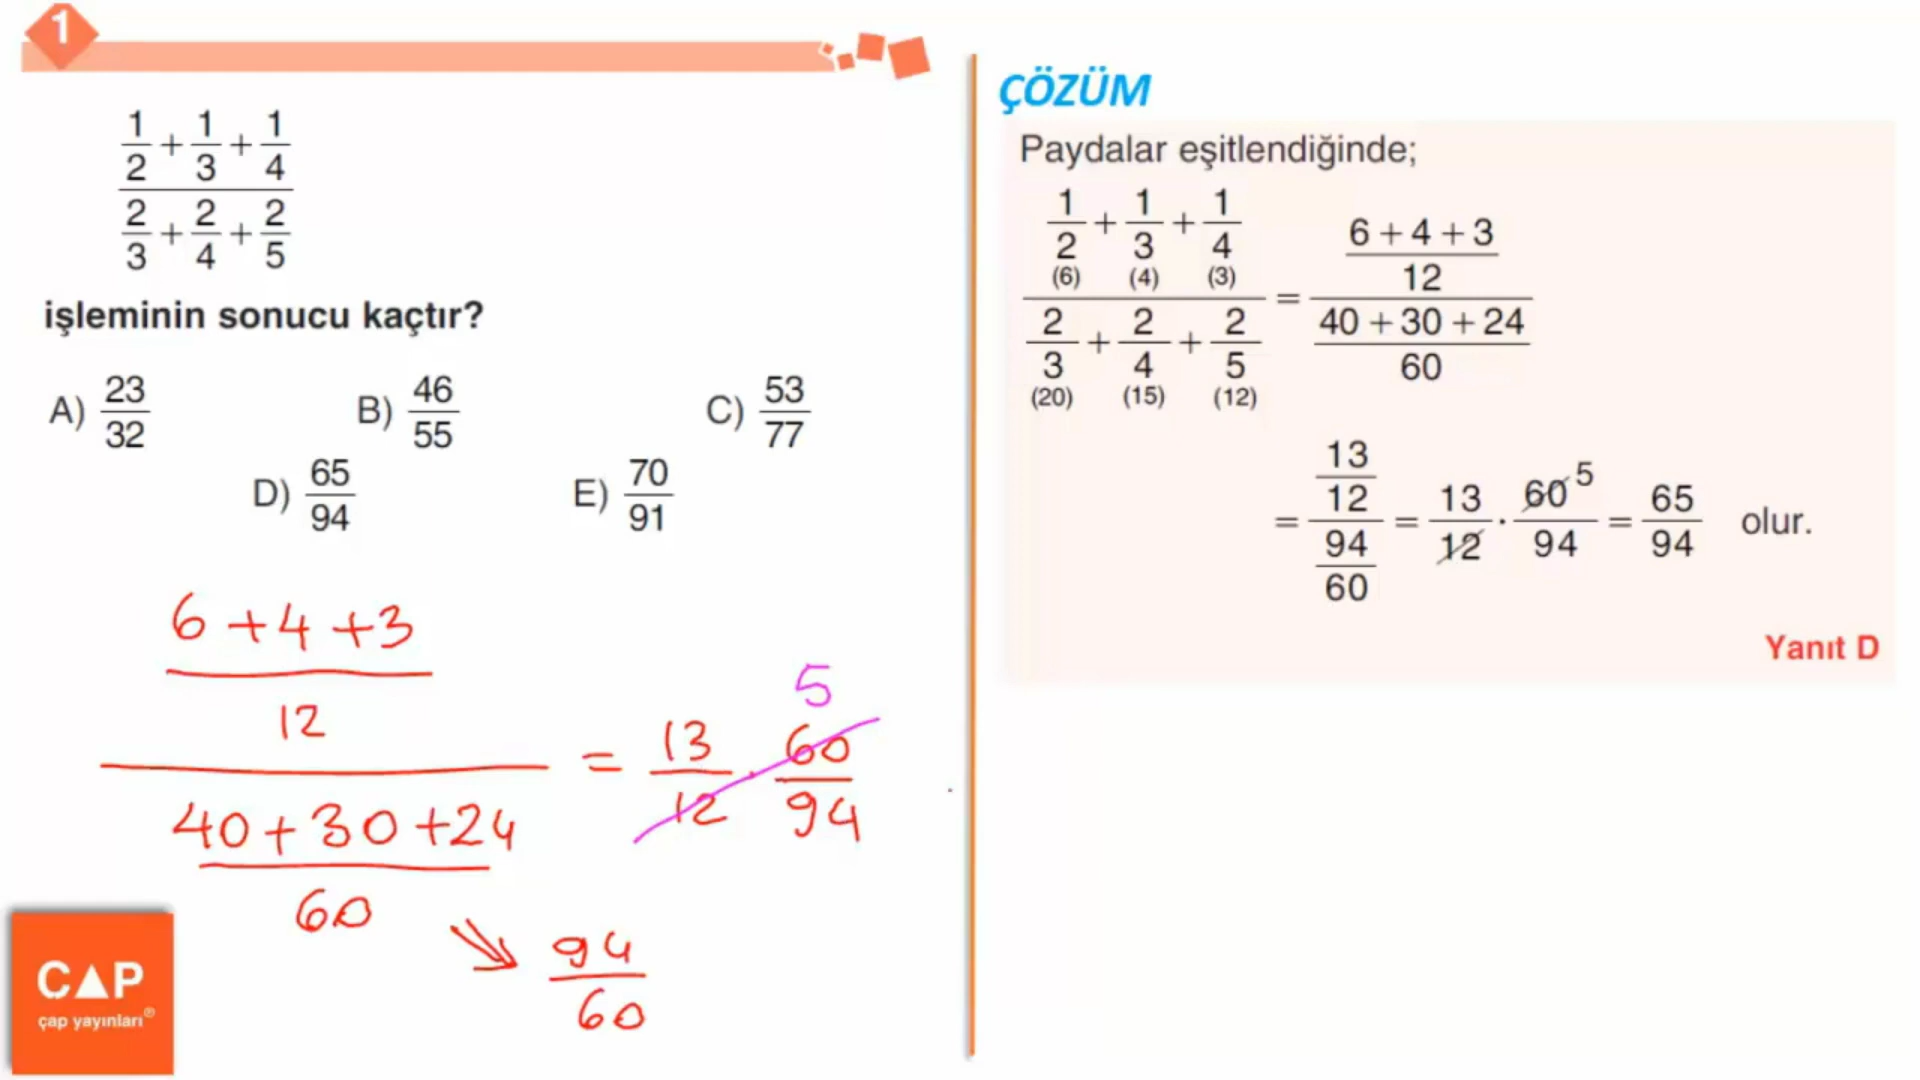 1
1/2 + 1/3 + 1/4
2/3 + 2/4 + 2/5
işleminin sonucu kaçtır?
A) 23/32 B) 46/55 C) 53/77
D) 65/94 E) 70/91
6 + 4 + 3
12
40 + 30 + 24
60
= 13/12 . 60/94
5
94
60
ÇAP
çap yayınları®
ÇÖZÜM
Paydalar eşitlendiğinde;
1/2 + 1/3 + 1/4
(6) (4) (3)
2/3 + 2/4 + 2/5
(20) (15) (12)
=
6 + 4 + 3
12
40 + 30 + 24
60
= 13/12 / 94/60 = 13/12 . 60/94 5 = 65/94 olur.
Yanıt D